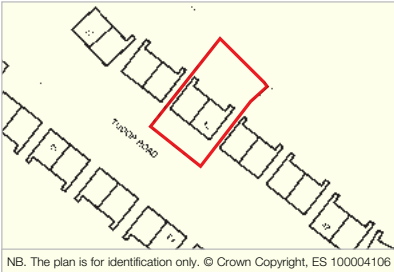 TUDOR ROAD
NB. The plan is for identification only. © Crown Copyright, ES 100004106